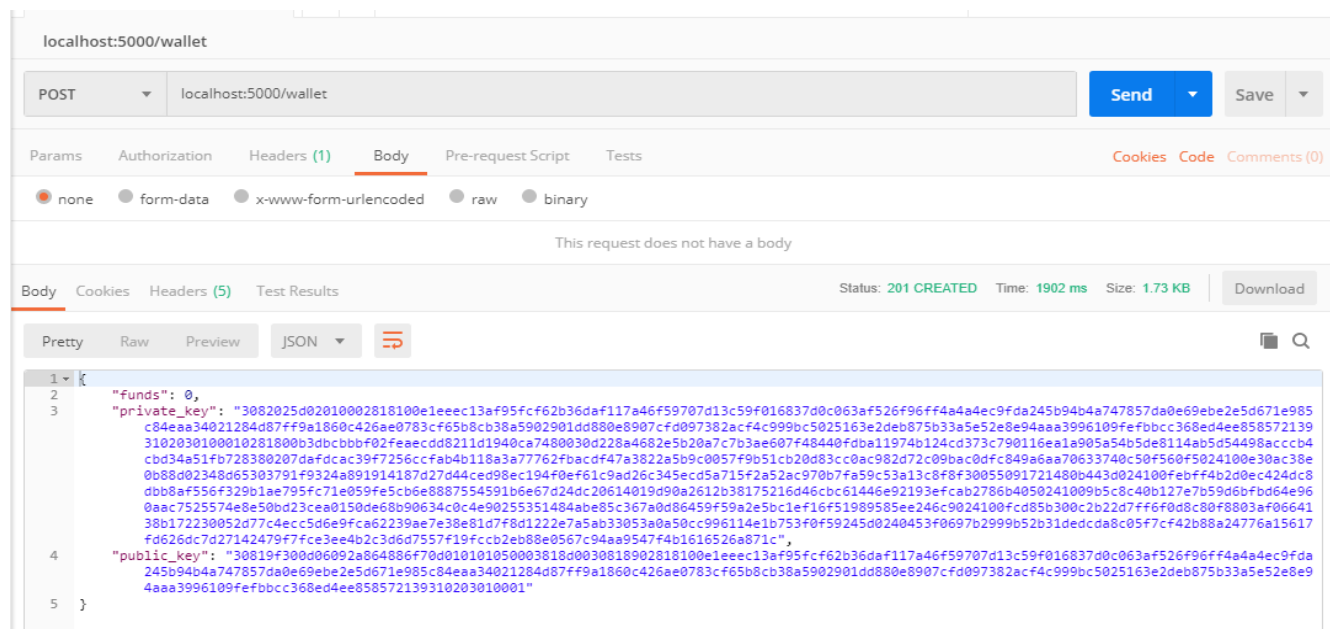 localhost:5000/wallet
POST localhost:5000/wallet Send Save
Params Authorization Headers (1) Body Pre-request Script Tests Cookies Code Comments (0)
none form-data x-www-form-urlencoded raw binary
This request does not have a body
Body Cookies Headers (5) Test Results Status: 201 CREATED Time: 1902 ms Size: 1.73 KB Download
Pretty Raw Preview JSON
1 {
2 "funds": 0,
3 "private_key": "3082025d02010002818100e1eeec13af95fcf62b36daf117a46f59707d13c59f016837d0c063af526f96ff4a4a4ec9fda245b94b4a747857da0e69ebe2e5d671e985
c84eaa34021284d87ff9a1860c426ae0783cf65b8cb38a5902901dd880e8907cfd097382acf4c999bc5025163e2deb875b33a5e52e8e94aaa3996109fefbbcc368ed4ee858572139
3102030100010281800b3dbcbbbf02feaecdd8211d1940ca7480030d228a4682e5b20a7c7b3ae607f48440fdba11974b124cd373c790116ea1a905a54b5de8114ab5d54498acccb4
cbd34a51fb728380207dafdcac39f7256ccfab4b118a3a77762fbacdf47a3822a5b9c0057f9b51cb20d83cc0ac982d72c09bac0dfc849a6aa70633740c50f560f5024100e30ac38e
0b88d02348d65303791f9324a891914187d27d44ced98ec194f0ef61c9ad26c345ecd5a715f2a52ac970b7fa59c53a13c8f8f30055091721480b443d024100febff4b2d0ec424dc8
dbb8af556f329b1ae795fc71e059fe5cb6e8887554591b6e67d24dc20614019d90a2612b38175216d46cbc61446e92193efcab2786b4050241009b5c8c40b127e7b59d6bfbd64e96
0aac7525574e8e50bd23cea0150de68b90634c0c4e90255351484abe85c367a0d86459f59a2e5bc1ef16f51989585ee246c9024100fcd85b300c2b22d7ff6f0d8c80f8803af06641
38b172230052d77c4ecc5d6e9fca62239ae7e38e81d7f8d1222e7a5ab33053a0a50cc996114e1b753f0f59245d0240453f0697b2999b52b31dedcda8c05f7cf42b88a24776a15617
fd626dc7d27142479f7fce3ee4b2c3d6d7557f19fccb2eb88e0567c94aa9547f4b1616526a871c",
4 "public_key": "30819f300d06092a864886f70d010101050003818d0030818902818100e1eeec13af95fcf62b36daf117a46f59707d13c59f016837d0c063af526f96ff4a4a4ec9fda
245b94b4a747857da0e69ebe2e5d671e985c84eaa34021284d87ff9a1860c426ae0783cf65b8cb38a5902901dd880e8907cfd097382acf4c999bc5025163e2deb875b33a5e52e8e9
4aaa3996109fefbbcc368ed4ee858572139310203010001"
5 }